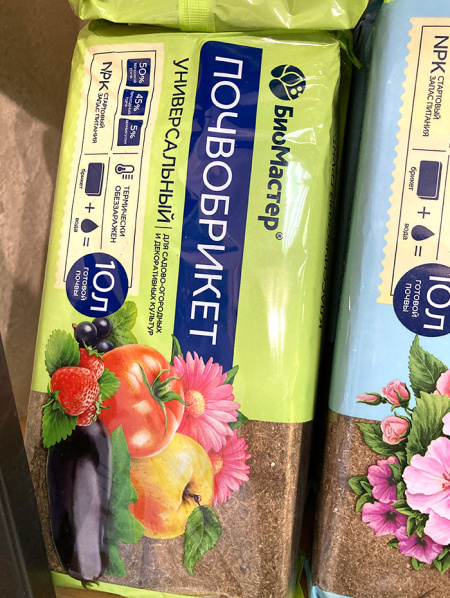 БиоМастер®
ПОЧВОБРИКЕТ
УНИВЕРСАЛЬНЫЙ
ДЛЯ САДОВО-ОГОРОДНЫХ
И ДЕКОРАТИВНЫХ КУЛЬТУР
50%
45%
5%
NPK СТАРТОВЫЙ
ЗАПАС ПИТАНИЯ
ТЕРМИЧЕСКИ
ОБЕЗЗАРАЖЕН
брикет
+
вода
=
10Л
ГОТОВОЙ
ПОЧВЫ
NPK СТАРТОВЫЙ
ЗАПАС ПИТАНИЯ
брикет
+
вода
=
10Л
ГОТОВОЙ
ПОЧВЫ